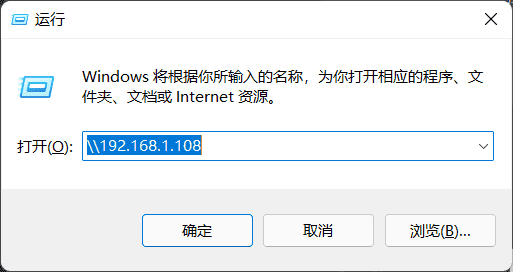 运行
Windows 将根据你所输入的名称，为你打开相应的程序、文
件夹、文档或 Internet 资源。
打开(O): \\192.168.1.108
确定 取消 浏览(B)...